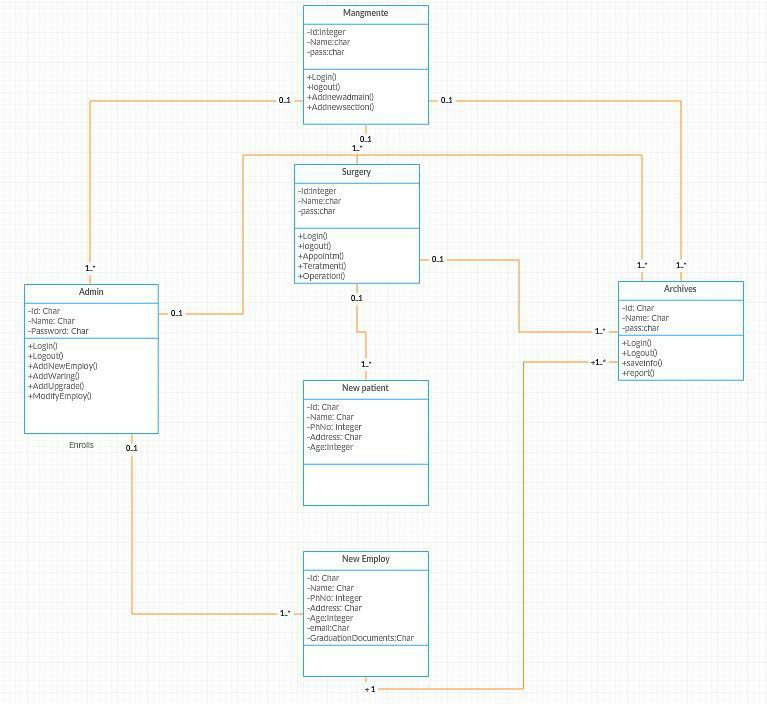 Mangmente
-Id:Integer
-Name:char
-pass:char
+Login()
+logout()
+Addnewadmain()
+Addnewsection()
0..1
0..1
0..1
1..*
Surgery
-Id:Integer
-Name:char
-pass:char
+Login()
+logout()
+Appointm()
+Teratment()
+Operation()
0..1
0..1
1..*
1..*
1..*
Admin
-Id: Char
-Name: Char
-Password: Char
+Login()
+Logout()
+AddNewEmploy()
+AddWaring()
+AddUpgrade()
+ModifyEmploy()
0..1
Enrolls
0..1
Archives
-Id: Char
-Name: Char
-pass:char
+Login()
+Logout()
+saveinfo()
+report()
1..*
+1..*
1..*
New patient
-Id: Char
-Name: Char
-PhNo: Integer
-Address: Char
-Age:Integer
New Employ
-Id: Char
-Name: Char
-PhNo: Integer
-Address: Char
-Age:Integer
-email:Char
-GraduationDocuments:Char
1..*
+1